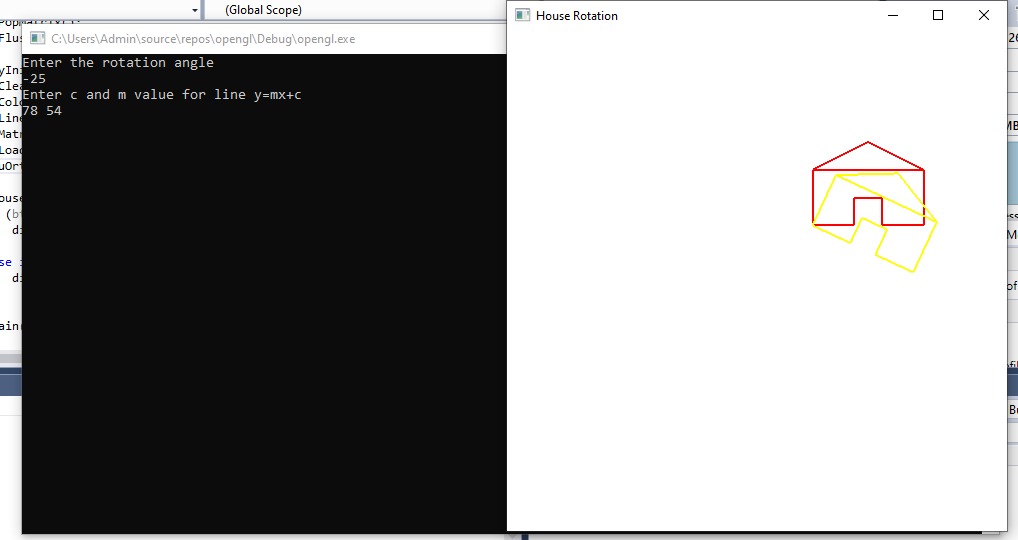 (Global Scope)
House Rotation
C:\Users\Admin\source\repos\opengl\Debug\opengl.exe
Enter the rotation angle
-25
Enter c and m value for line y=mx+c
78 54